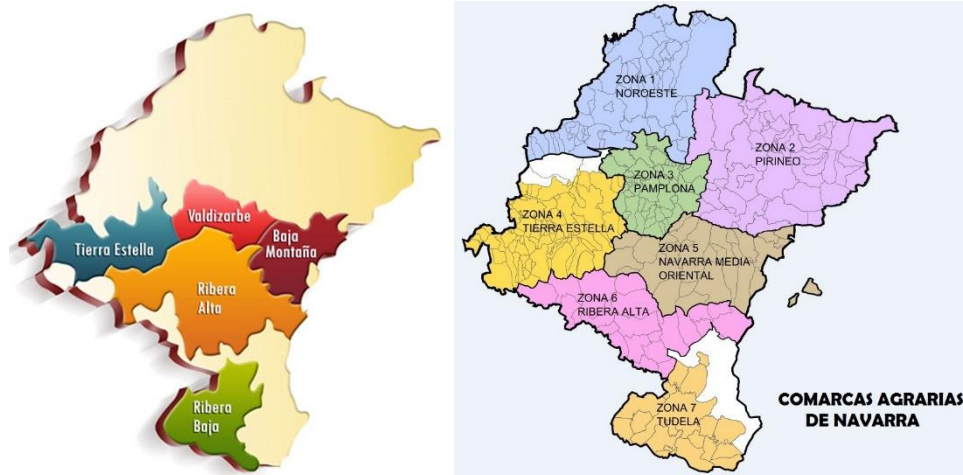 Valdizarbe
Tierra Estella
Baja
Montaña
Ribera
Alta
Ribera
Baja
ZONA 1
NOROESTE
ZONA 2
PIRINEO
ZONA 3
PAMPLONA
ZONA 4
TIERRA ESTELLA
ZONA 5
NAVARRA MEDIA
ORIENTAL
ZONA 6
RIBERA ALTA
ZONA 7
TUDELA
COMARCAS AGRARIAS
DE NAVARRA